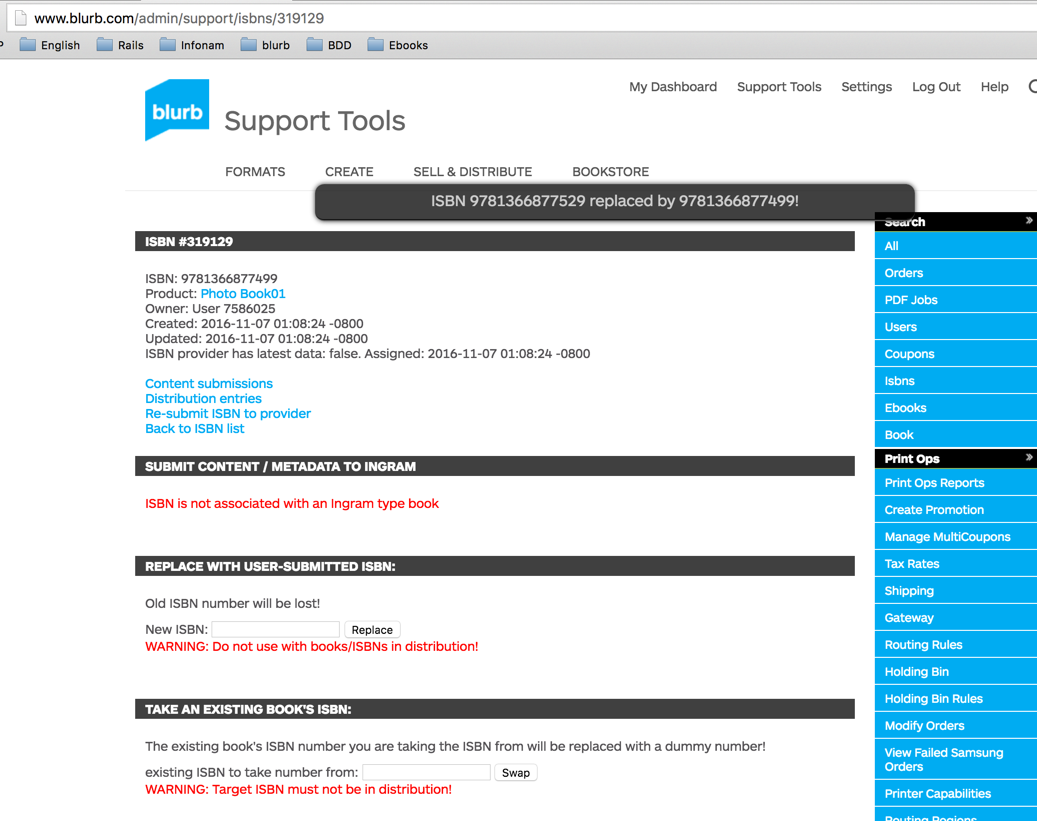 www.blurb.com/admin/support/isbns/319129
English Rails Infonam blurb BDD Ebooks
My Dashboard Support Tools Settings Log Out Help
blurb
Support Tools
FORMATS CREATE SELL & DISTRIBUTE BOOKSTORE
ISBN 9781366877529 replaced by 9781366877499!
ISBN #319129
ISBN: 9781366877499
Product: Photo Book01
Owner: User 7586025
Created: 2016-11-07 01:08:24 -0800
Updated: 2016-11-07 01:08:24 -0800
ISBN provider has latest data: false. Assigned: 2016-11-07 01:08:24 -0800
Content submissions
Distribution entries
Re-submit ISBN to provider
Back to ISBN list
SUBMIT CONTENT / METADATA TO INGRAM
ISBN is not associated with an Ingram type book
REPLACE WITH USER-SUBMITTED ISBN:
Old ISBN number will be lost!
New ISBN: Replace
WARNING: Do not use with books/ISBNs in distribution!
TAKE AN EXISTING BOOK'S ISBN:
The existing book's ISBN number you are taking the ISBN from will be replaced with a dummy number!
existing ISBN to take number from: Swap
WARNING: Target ISBN must not be in distribution!
Search »
All
Orders
PDF Jobs
Users
Coupons
Isbns
Ebooks
Book
Print Ops »
Print Ops Reports
Create Promotion
Manage MultiCoupons
Tax Rates
Shipping
Gateway
Routing Rules
Holding Bin
Holding Bin Rules
Modify Orders
View Failed Samsung
Orders
Printer Capabilities
Routing Regions